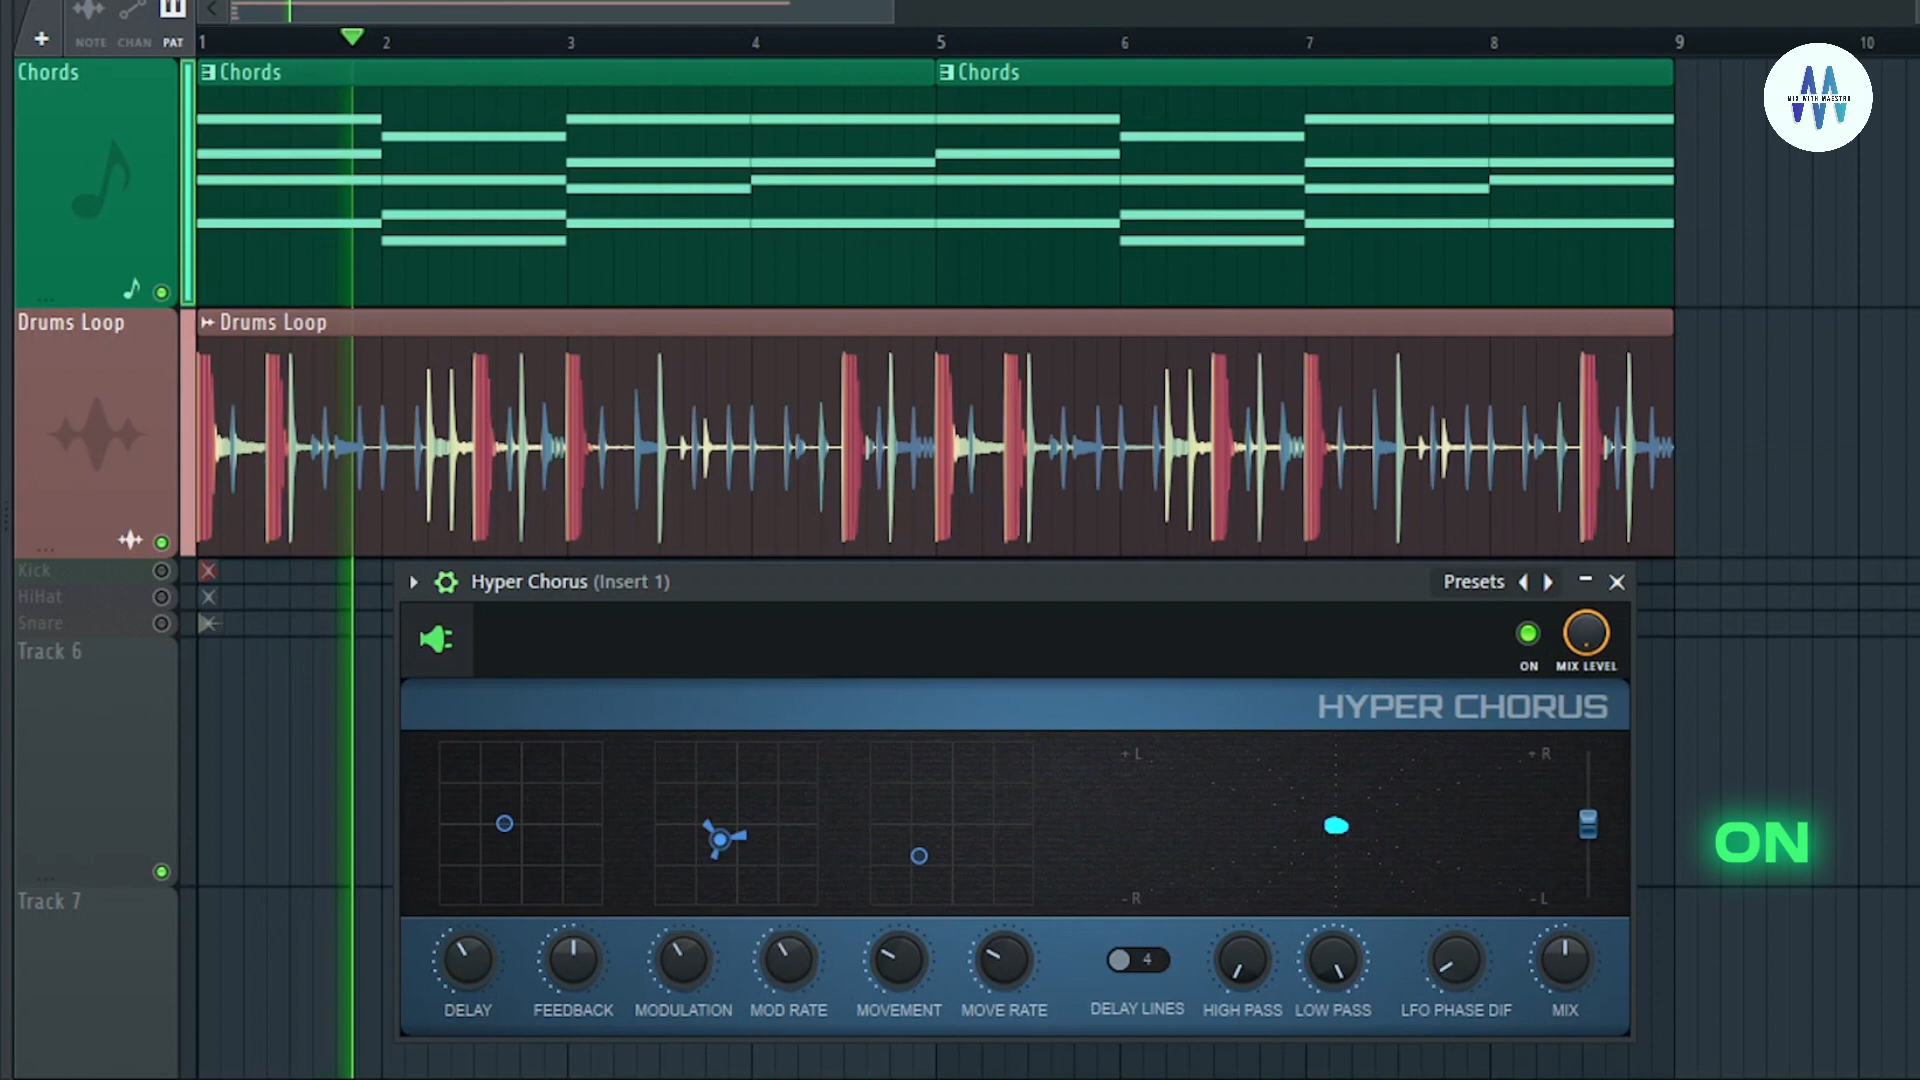 NOTE CHAN PAT
1 2 3 4 5 6 7 8 9 10
Chords
Chords
Chords
MIX WITH MAESTRO
Drums Loop
Drums Loop
Kick
HiHat
Snare
Track 6
Track 7
Hyper Chorus (Insert 1)
Presets
ON
MIX LEVEL
HYPER CHORUS
+ L
+ R
- R
- L
ON
4
DELAY
FEEDBACK
MODULATION
MOD RATE
MOVEMENT
MOVE RATE
DELAY LINES
HIGH PASS
LOW PASS
LFO PHASE DIF
MIX